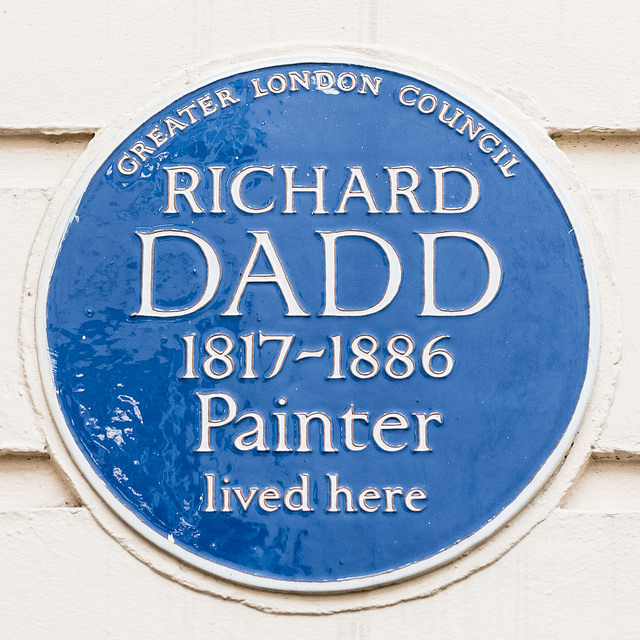 GREATER LONDON COUNCIL
RICHARD
DADD
1817~1886
Painter
lived here